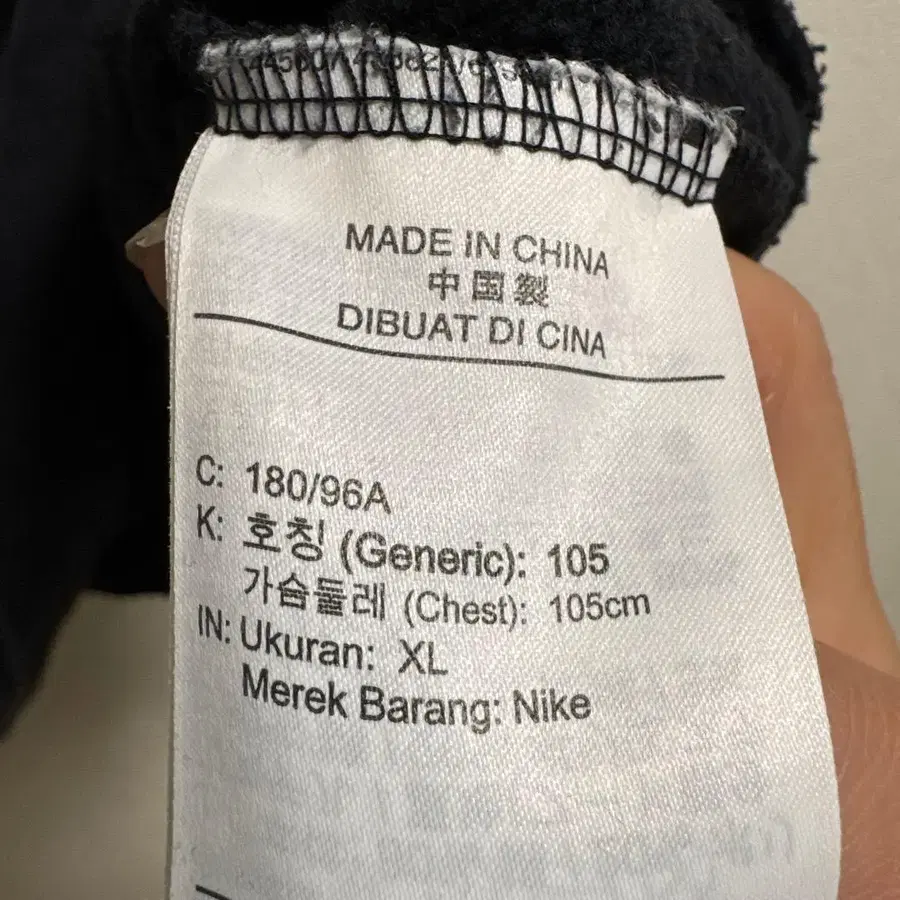 MADE IN CHINA
中国製
DIBUAT DI CINA
C: 180/96A
K: 호칭 (Generic): 105
가슴둘레 (Chest): 105cm
IN: Ukuran: XL
Merek Barang: Nike